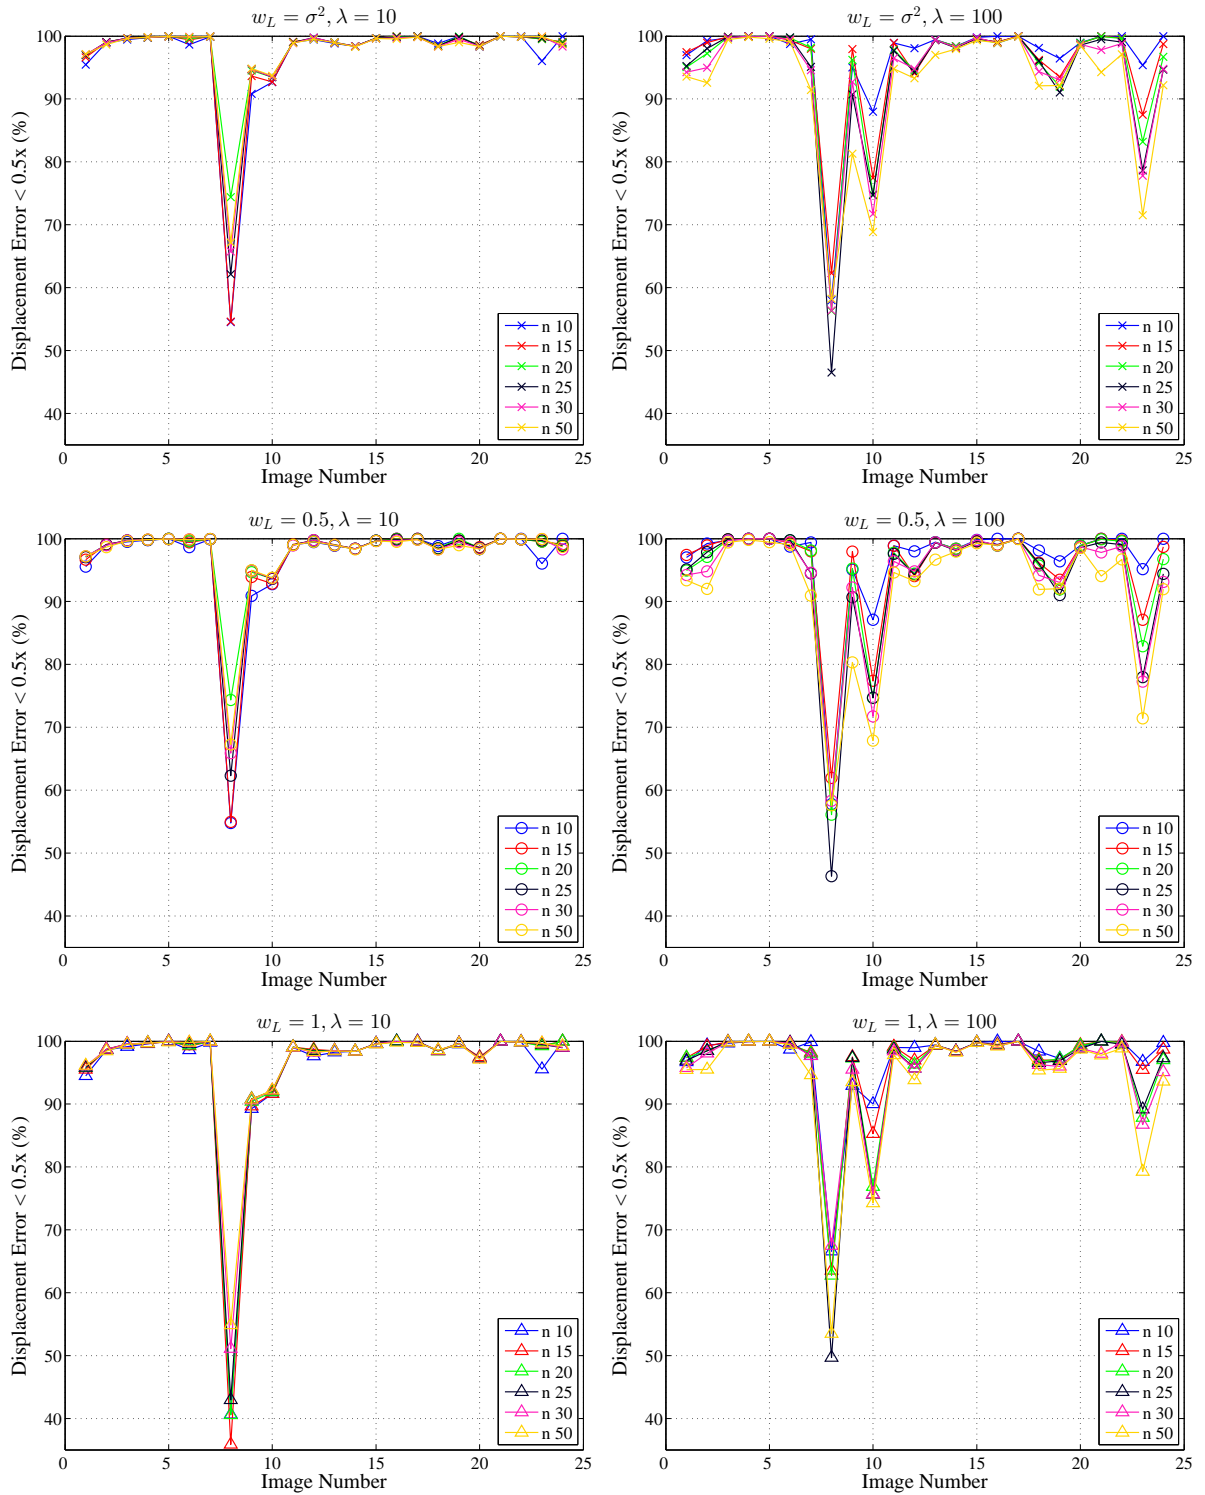 w_L = σ², λ = 10
Displacement Error < 0.5x (%)
100
90
80
70
60
50
40
0 5 10 15 20 25
Image Number
n 10
n 15
n 20
n 25
n 30
n 50
w_L = σ², λ = 100
Displacement Error < 0.5x (%)
100
90
80
70
60
50
40
0 5 10 15 20 25
Image Number
n 10
n 15
n 20
n 25
n 30
n 50
w_L = 0.5, λ = 10
Displacement Error < 0.5x (%)
100
90
80
70
60
50
40
0 5 10 15 20 25
Image Number
n 10
n 15
n 20
n 25
n 30
n 50
w_L = 0.5, λ = 100
Displacement Error < 0.5x (%)
100
90
80
70
60
50
40
0 5 10 15 20 25
Image Number
n 10
n 15
n 20
n 25
n 30
n 50
w_L = 1, λ = 10
Displacement Error < 0.5x (%)
100
90
80
70
60
50
40
0 5 10 15 20 25
Image Number
n 10
n 15
n 20
n 25
n 30
n 50
w_L = 1, λ = 100
Displacement Error < 0.5x (%)
100
90
80
70
60
50
40
0 5 10 15 20 25
Image Number
n 10
n 15
n 20
n 25
n 30
n 50